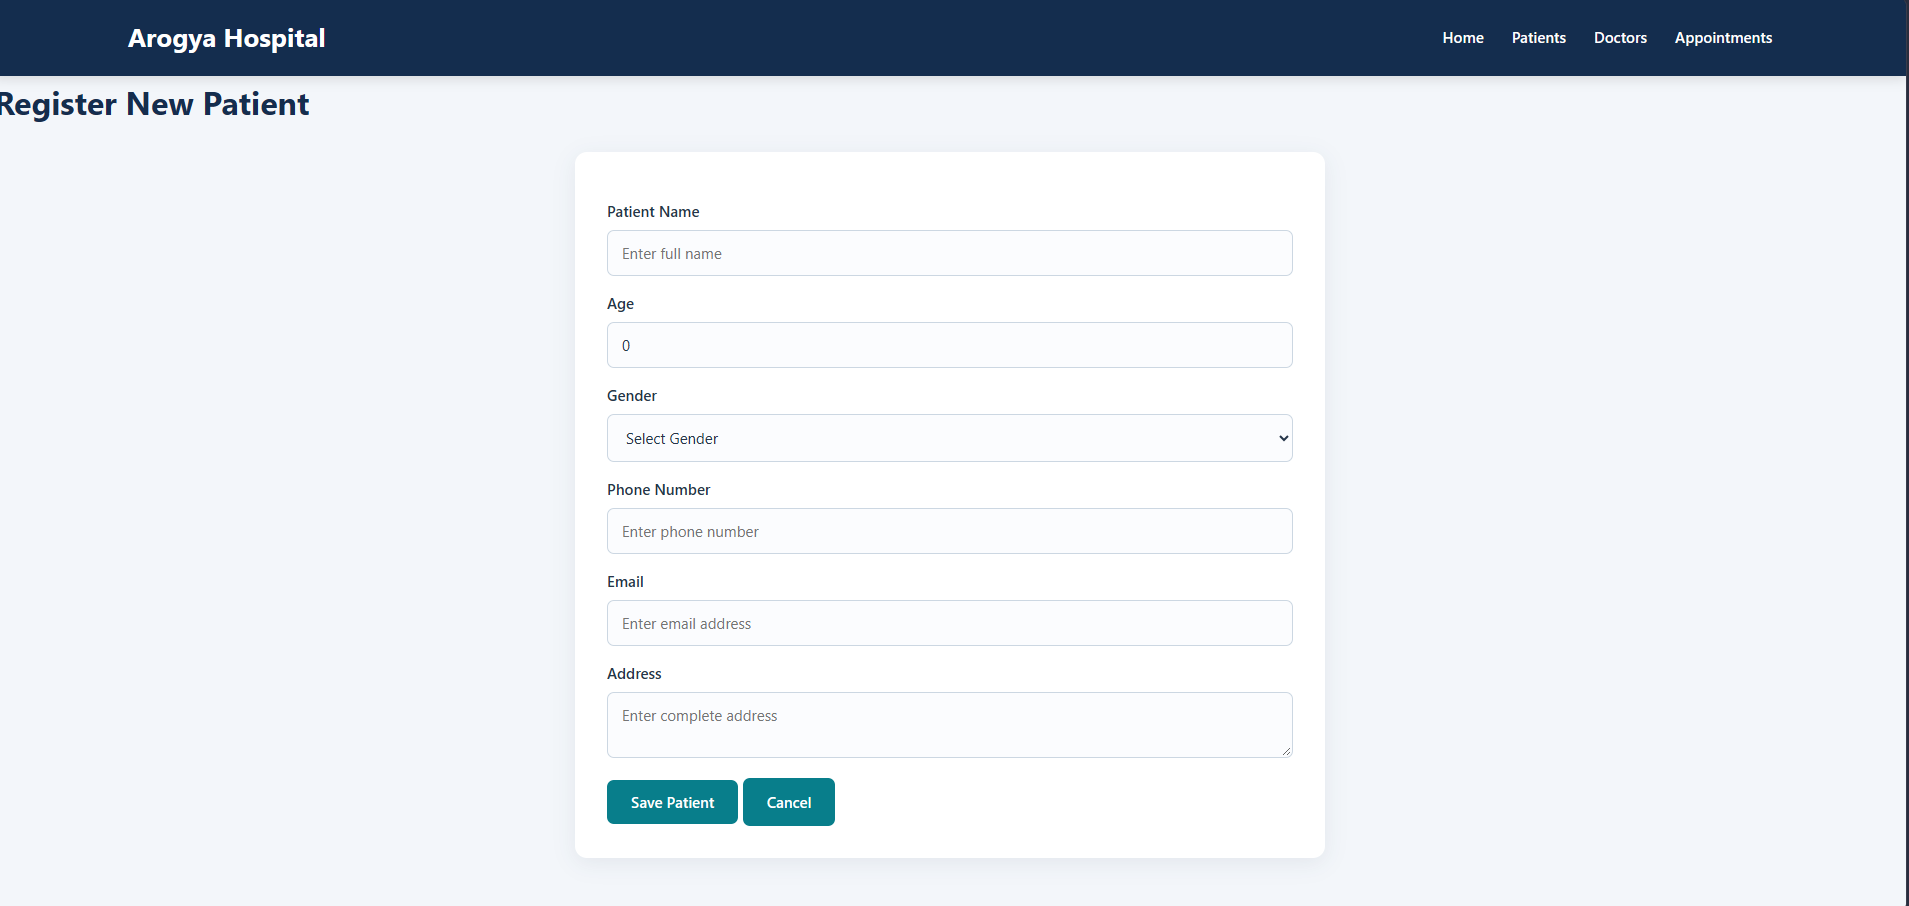 Arogya Hospital
Home Patients Doctors Appointments
Register New Patient
Patient Name
Enter full name
Age
0
Gender
Select Gender
Phone Number
Enter phone number
Email
Enter email address
Address
Enter complete address
Save Patient Cancel